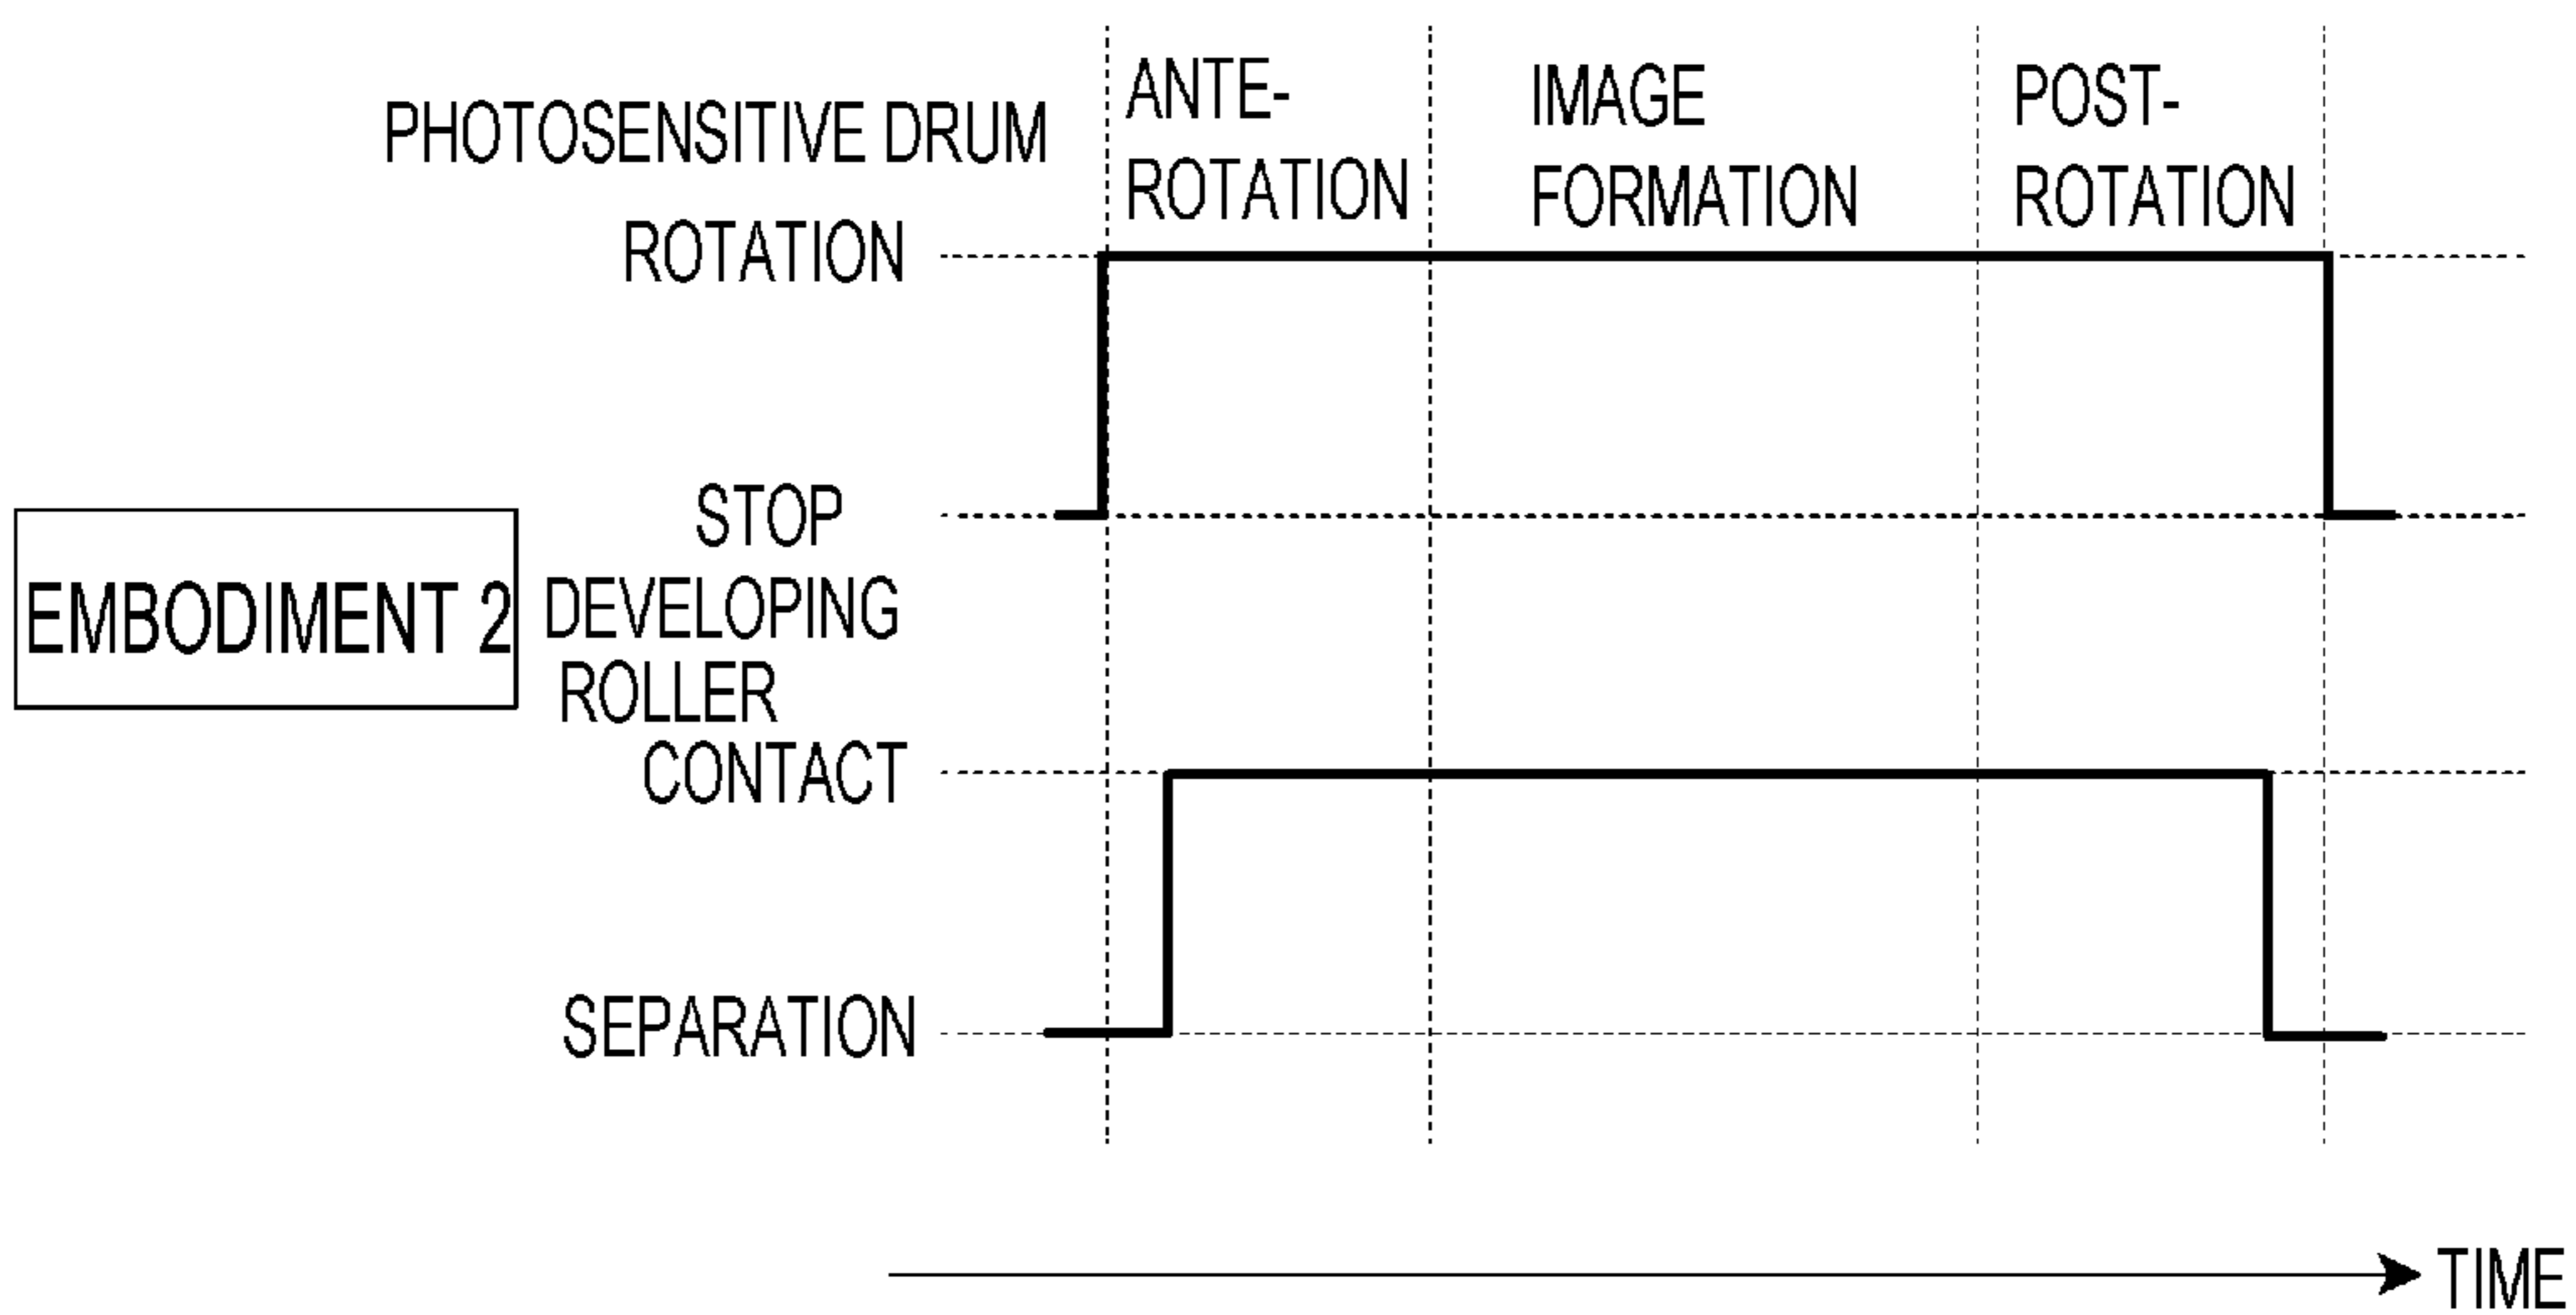 PHOTOSENSITIVE DRUM
ROTATION
ANTE-
ROTATION
IMAGE
FORMATION
POST-
ROTATION
STOP
EMBODIMENT 2
DEVELOPING
ROLLER
CONTACT
SEPARATION
TIME